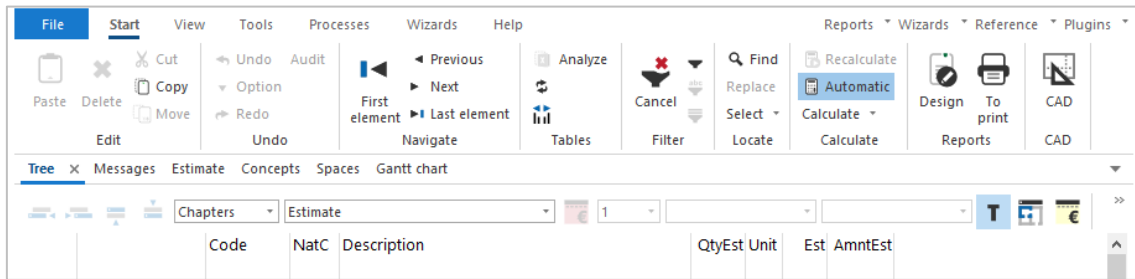 File Start View Tools Processes Wizards Help Reports Wizards Reference Plugins
Cut Undo Audit Previous Analyze Find Recalculate
Copy Option Next Replace Automatic
Paste Delete Move Redo First element Last element Cancel Select Calculate Design To print CAD
Edit Undo Navigate Tables Filter Locate Calculate Reports CAD
Tree Messages Estimate Concepts Spaces Gantt chart
Chapters Estimate € 1 T €
Code NatC Description QtyEst Unit Est AmntEst